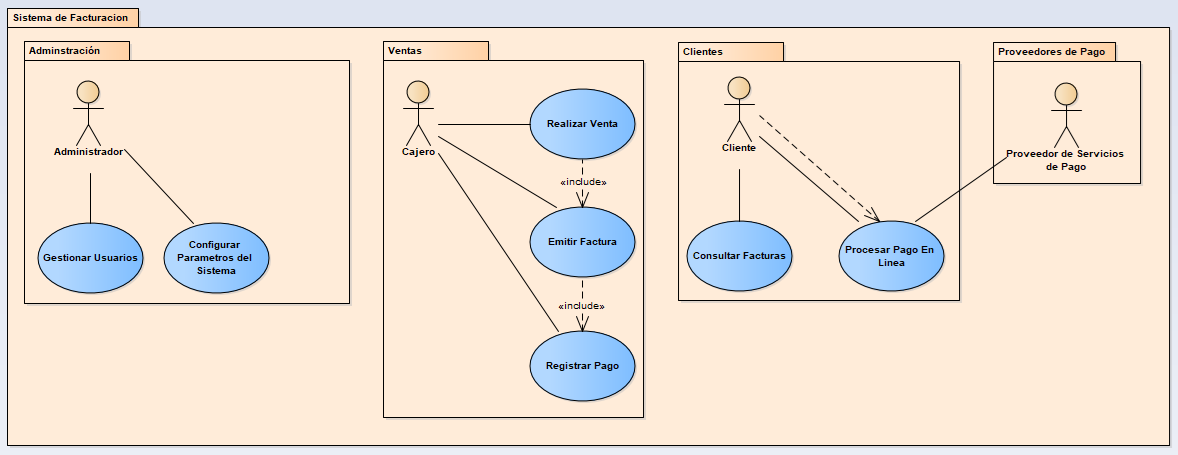 Sistema de Facturacion
Adminstración
Administrador
Gestionar Usuarios
Configurar
Parametros del
Sistema
Ventas
Cajero
Realizar Venta
«include»
Emitir Factura
«include»
Registrar Pago
Clientes
Cliente
Consultar Facturas
Procesar Pago En
Linea
Proveedores de Pago
Proveedor de Servicios
de Pago